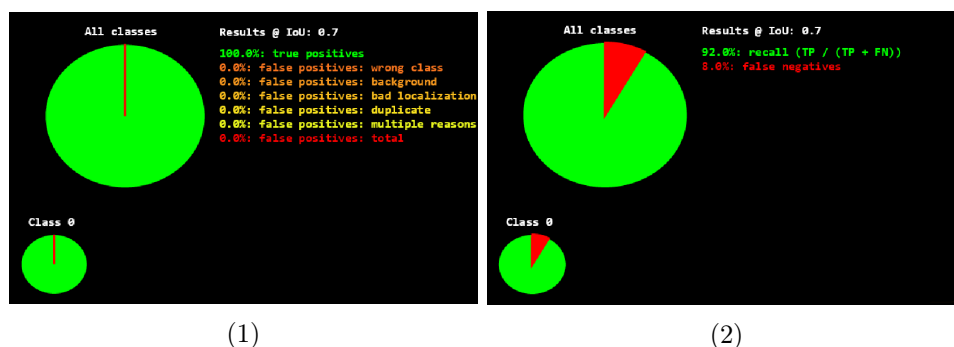 All classes
Results @ IoU: 0.7
100.0%: true positives
0.0%: false positives: wrong class
0.0%: false positives: background
0.0%: false positives: bad localization
0.0%: false positives: duplicate
0.0%: false positives: multiple reasons
0.0%: false positives: total
Class 0
(1)
All classes
Results @ IoU: 0.7
92.0%: recall (TP / (TP + FN))
8.0%: false negatives
Class 0
(2)